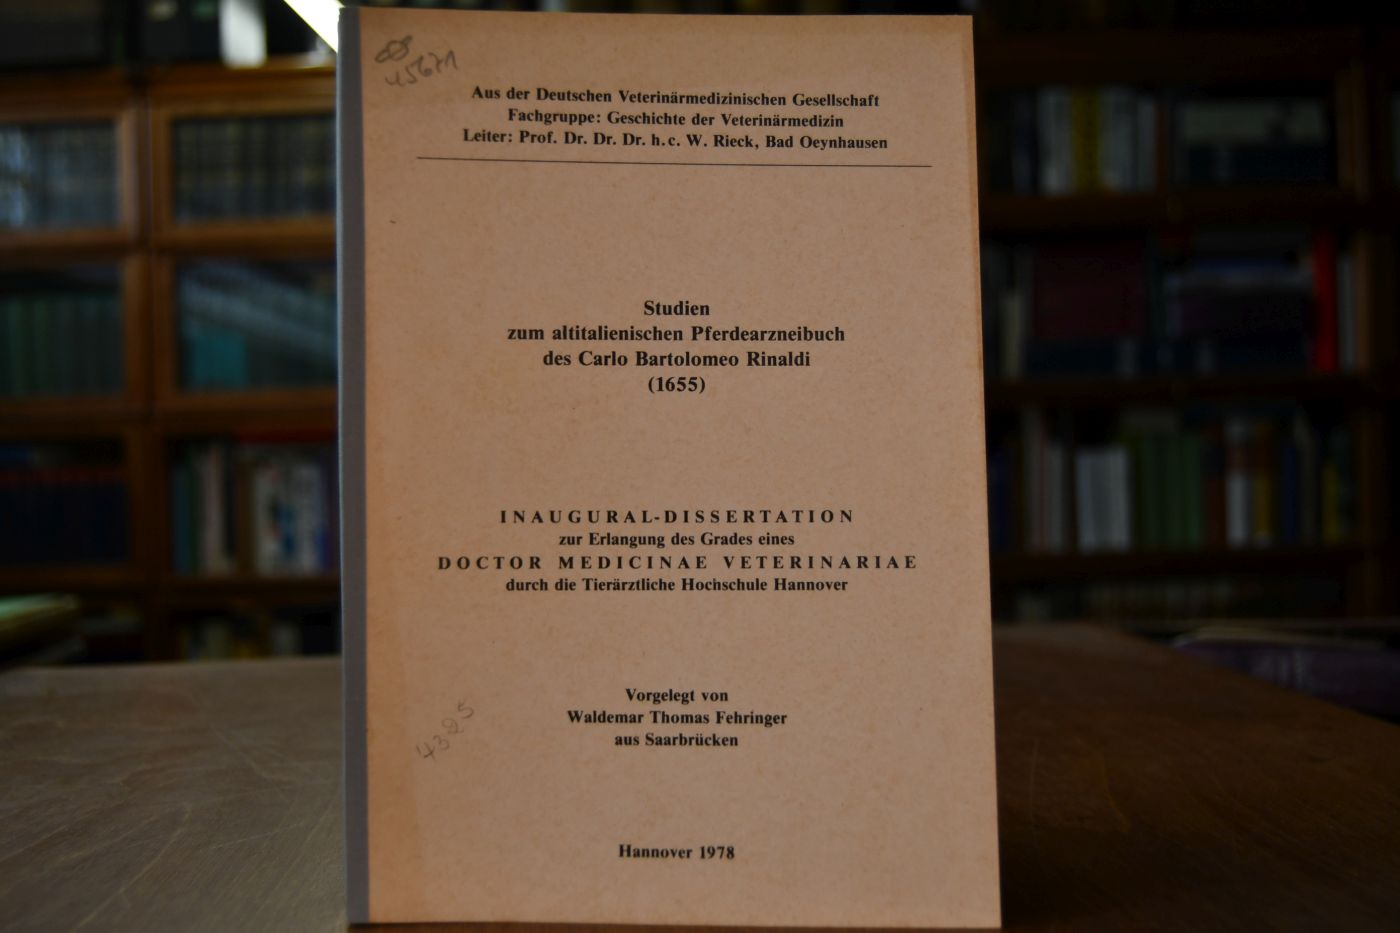 45671
Aus der Deutschen Veterinärmedizinischen Gesellschaft
Fachgruppe: Geschichte der Veterinärmedizin
Leiter: Prof. Dr. Dr. Dr. h. c. W. Rieck, Bad Oeynhausen
Studien
zum altitalienischen Pferdearzneibuch
des Carlo Bartolomeo Rinaldi
(1655)
INAUGURAL-DISSERTATION
zur Erlangung des Grades eines
DOCTOR MEDICINAE VETERINARIAE
durch die Tierärztliche Hochschule Hannover
Vorgelegt von
Waldemar Thomas Fehringer
aus Saarbrücken
4325
Hannover 1978